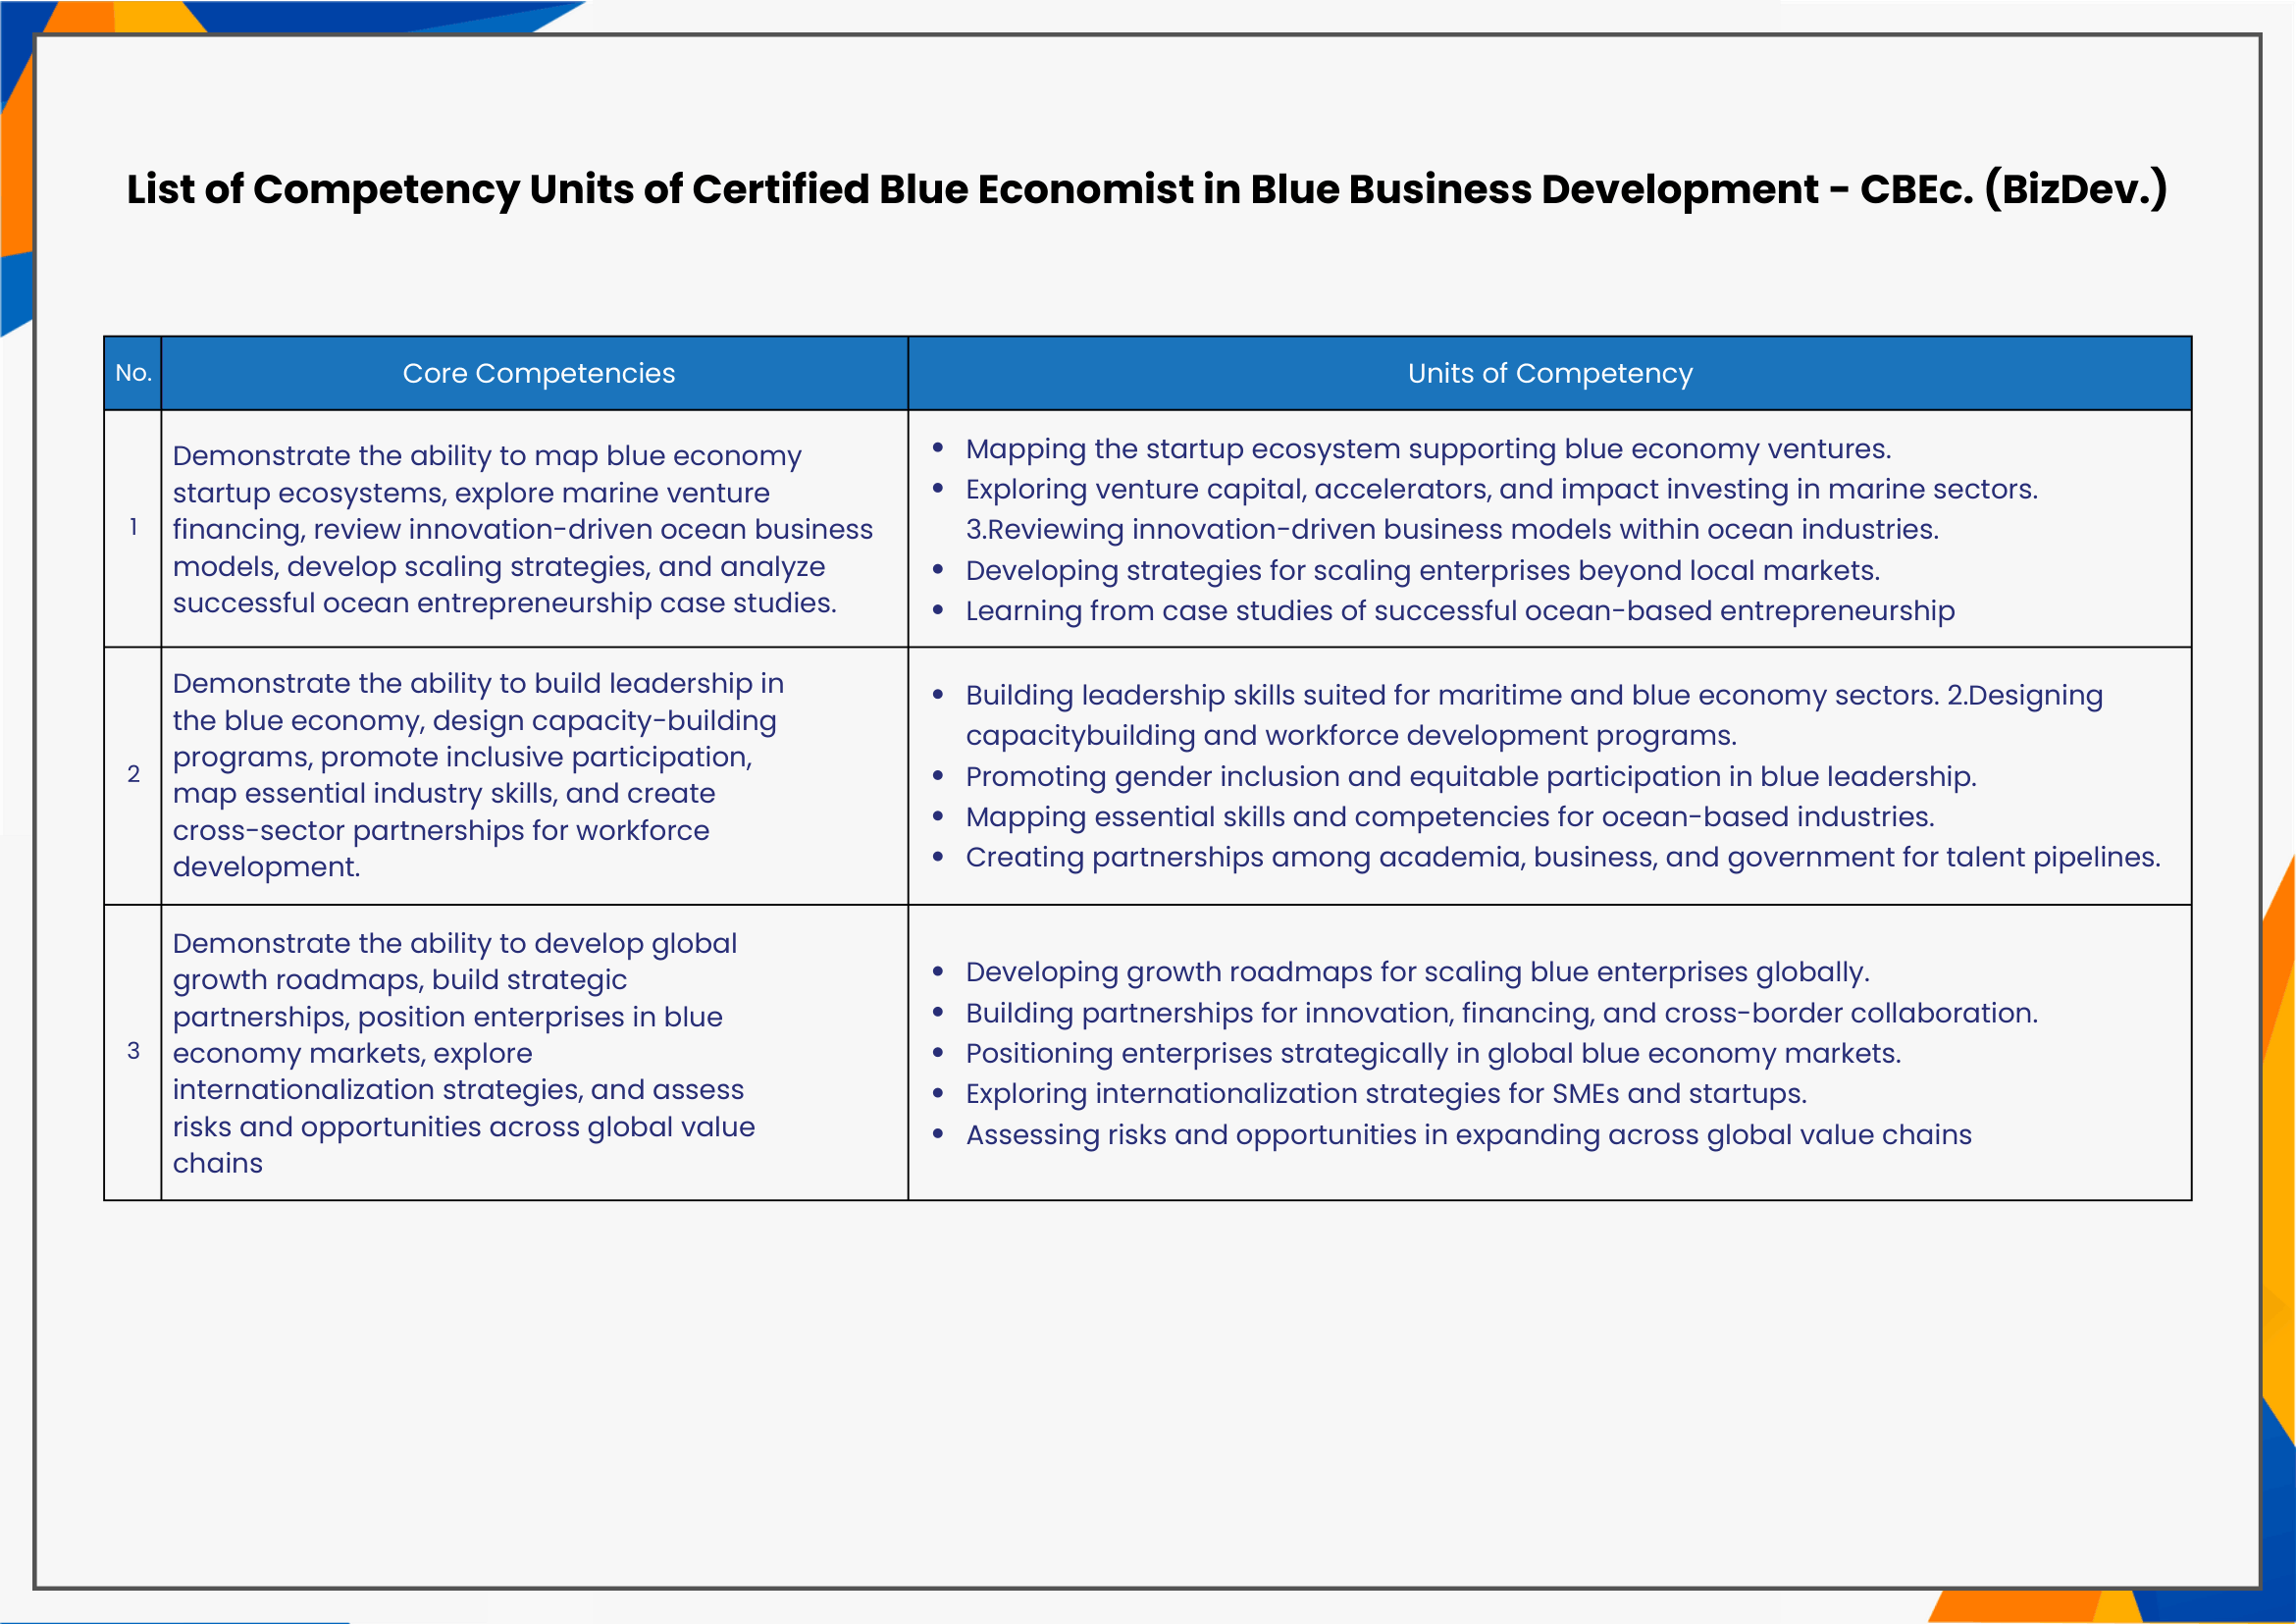 List of Competency Units of Certified Blue Economist in Blue Business Development - CBEc. (BizDev.)
No.
Core Competencies
Units of Competency
1
Demonstrate the ability to map blue economy
startup ecosystems, explore marine venture
financing, review innovation-driven ocean business
models, develop scaling strategies, and analyze
successful ocean entrepreneurship case studies.
• Mapping the startup ecosystem supporting blue economy ventures.
• Exploring venture capital, accelerators, and impact investing in marine sectors.
3.Reviewing innovation-driven business models within ocean industries.
• Developing strategies for scaling enterprises beyond local markets.
• Learning from case studies of successful ocean-based entrepreneurship
2
Demonstrate the ability to build leadership in
the blue economy, design capacity-building
programs, promote inclusive participation,
map essential industry skills, and create
cross-sector partnerships for workforce
development.
• Building leadership skills suited for maritime and blue economy sectors. 2.Designing
capacitybuilding and workforce development programs.
• Promoting gender inclusion and equitable participation in blue leadership.
• Mapping essential skills and competencies for ocean-based industries.
• Creating partnerships among academia, business, and government for talent pipelines.
3
Demonstrate the ability to develop global
growth roadmaps, build strategic
partnerships, position enterprises in blue
economy markets, explore
internationalization strategies, and assess
risks and opportunities across global value
chains
• Developing growth roadmaps for scaling blue enterprises globally.
• Building partnerships for innovation, financing, and cross-border collaboration.
• Positioning enterprises strategically in global blue economy markets.
• Exploring internationalization strategies for SMEs and startups.
• Assessing risks and opportunities in expanding across global value chains